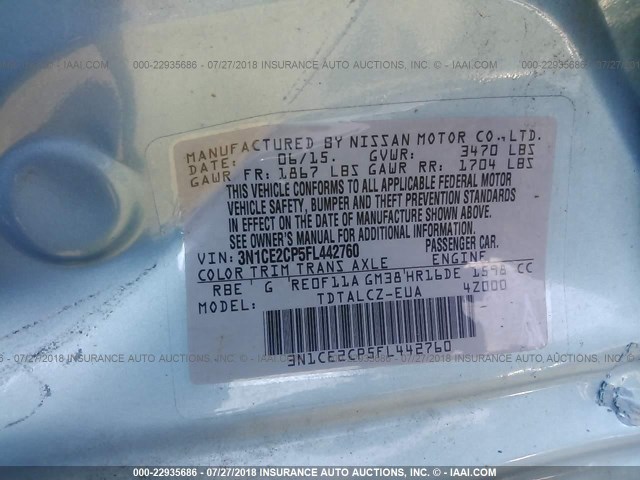 000-22935686 - 07/27/2018 INSURANCE AUTO AUCTIONS, INC. - IAAI.COM
MANUFACTURED BY NISSAN MOTOR CO.,LTD.
DATE: 06/15. GVWR: 3470 LBS
GAWR FR: 1867 LBS GAWR RR: 1704 LBS
THIS VEHICLE CONFORMS TO ALL APPLICABLE FEDERAL MOTOR
VEHICLE SAFETY, BUMPER AND THEFT PREVENTION STANDARDS
IN EFFECT ON THE DATE OF MANUFACTURE SHOWN ABOVE.
SEE OWNER'S MANUAL FOR ADDITIONAL INFORMATION.
VIN: 3N1CE2CP5FL442760 PASSENGER CAR.
COLOR TRIM TRANS AXLE ENGINE
RBE G RE0F11A GM38 HR16DE 1598 CC
MODEL: TDTALCZ-EUA 4Z000
3N1CE2CP5FL442760
000-22935686 - 07/27/2018 INSURANCE AUTO AUCTIONS, INC. - IAAI.COM